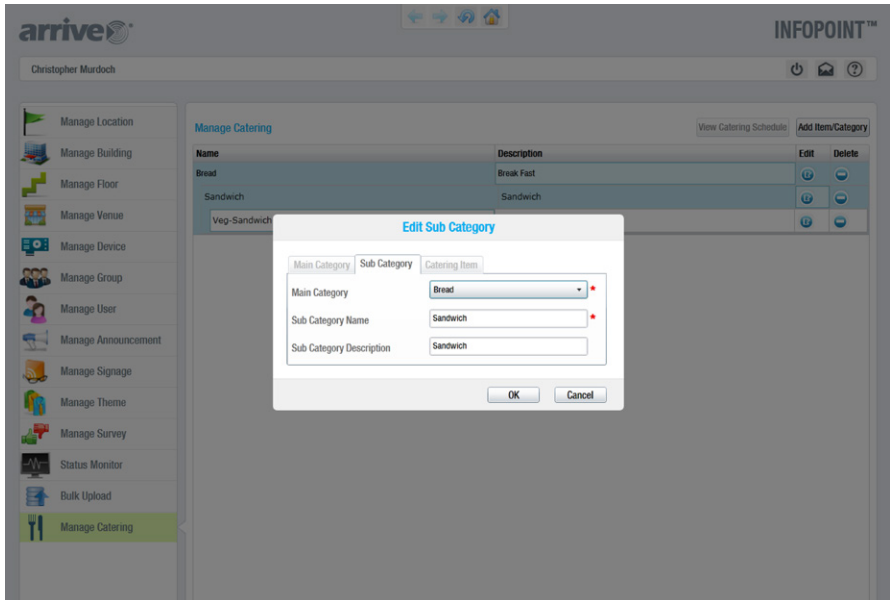 arrive
INFOPOINT™
Christopher Murdoch
Manage Location
Manage Building
Manage Floor
Manage Venue
Manage Device
Manage Group
Manage User
Manage Announcement
Manage Signage
Manage Theme
Manage Survey
Status Monitor
Bulk Upload
Manage Catering
Manage Catering
View Catering Schedule
Add Item/Category
Name Description Edit Delete
Bread Break Fast
Sandwich Sandwich
Veg-Sandwich
Edit Sub Category
Main Category Sub Category Catering Item
Main Category Bread *
Sub Category Name Sandwich *
Sub Category Description Sandwich
OK Cancel